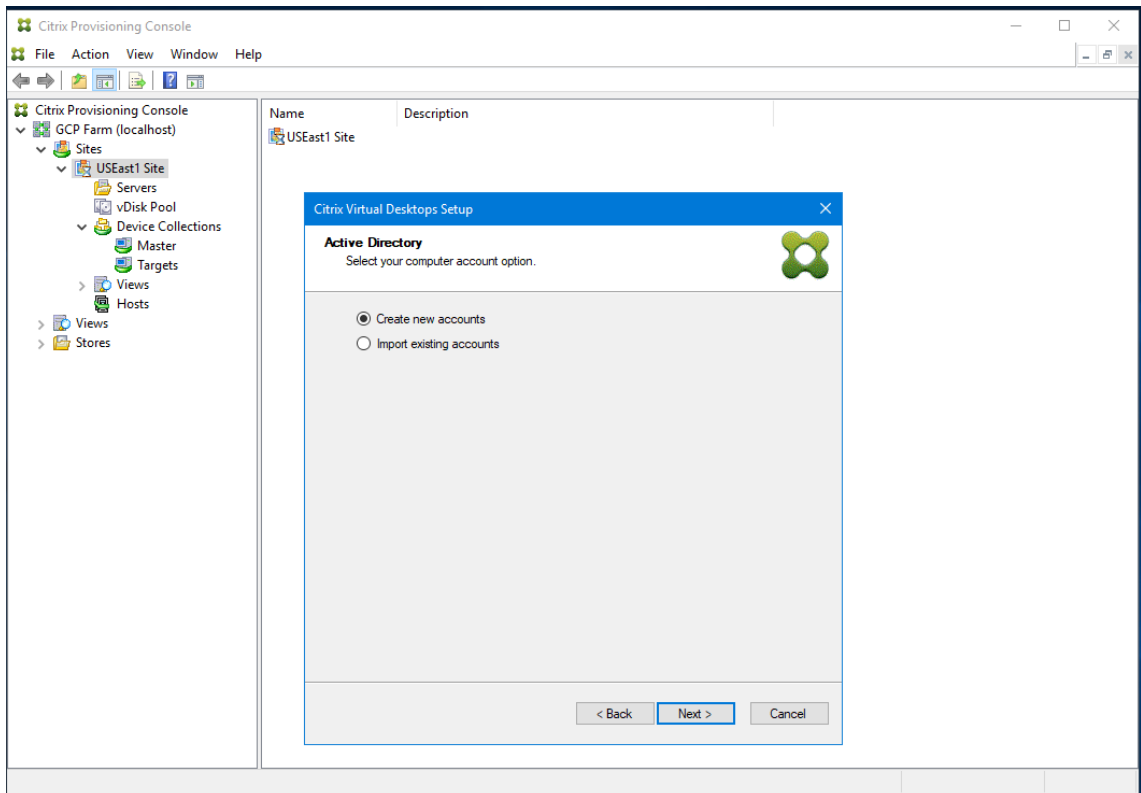 Citrix Provisioning Console
File Action View Window Help
Citrix Provisioning Console
GCP Farm (localhost)
Sites
USEast1 Site
Servers
vDisk Pool
Device Collections
Master
Targets
Views
Hosts
Views
Stores
Name Description
USEast1 Site
Citrix Virtual Desktops Setup
Active Directory
Select your computer account option.
Create new accounts
Import existing accounts
< Back Next > Cancel